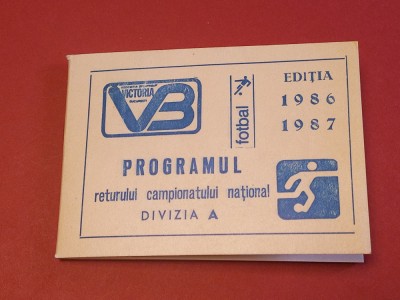 VICTORIA
BUCUREȘTI
VB
fotbal
EDIȚIA
1986
1987
PROGRAMUL
returului campionatului național
DIVIZIA A